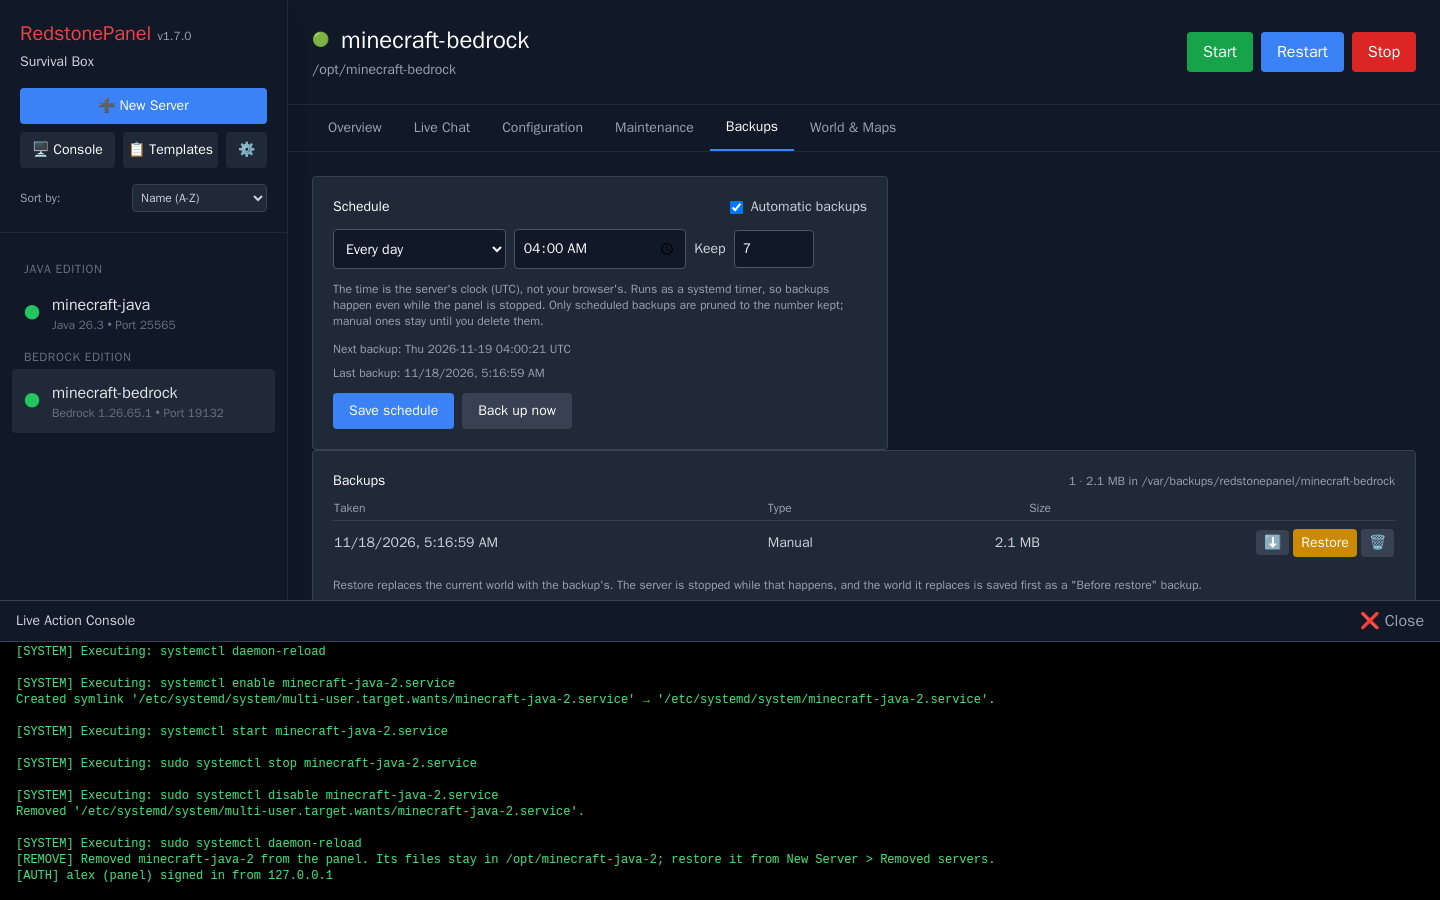 RedstonePanel v1.7.0
Survival Box
➕ New Server
🖥️ Console
📋 Templates
⚙️
Sort by:
Name (A-Z)
JAVA EDITION
minecraft-java
Java 26.3 • Port 25565
BEDROCK EDITION
minecraft-bedrock
Bedrock 1.26.65.1 • Port 19132
minecraft-bedrock
/opt/minecraft-bedrock
Start
Restart
Stop
Overview
Live Chat
Configuration
Maintenance
Backups
World & Maps
Schedule
Automatic backups
Every day
04:00 AM
Keep
7
The time is the server's clock (UTC), not your browser's. Runs as a systemd timer, so backups
happen even while the panel is stopped. Only scheduled backups are pruned to the number kept;
manual ones stay until you delete them.
Next backup: Thu 2026-11-19 04:00:21 UTC
Last backup: 11/18/2026, 5:16:59 AM
Save schedule
Back up now
Backups
1 · 2.1 MB in /var/backups/redstonepanel/minecraft-bedrock
Taken
Type
Size
11/18/2026, 5:16:59 AM
Manual
2.1 MB
⬇️
Restore
🗑️
Restore replaces the current world with the backup's. The server is stopped while that happens, and the world it replaces is saved first as a "Before restore" backup.
Live Action Console
❌ Close
[SYSTEM] Executing: systemctl daemon-reload
[SYSTEM] Executing: systemctl enable minecraft-java-2.service
Created symlink '/etc/systemd/system/multi-user.target.wants/minecraft-java-2.service' → '/etc/systemd/system/minecraft-java-2.service'.
[SYSTEM] Executing: systemctl start minecraft-java-2.service
[SYSTEM] Executing: sudo systemctl stop minecraft-java-2.service
[SYSTEM] Executing: sudo systemctl disable minecraft-java-2.service
Removed '/etc/systemd/system/multi-user.target.wants/minecraft-java-2.service'.
[SYSTEM] Executing: sudo systemctl daemon-reload
[REMOVE] Removed minecraft-java-2 from the panel. Its files stay in /opt/minecraft-java-2; restore it from New Server > Removed servers.
[AUTH] alex (panel) signed in from 127.0.0.1